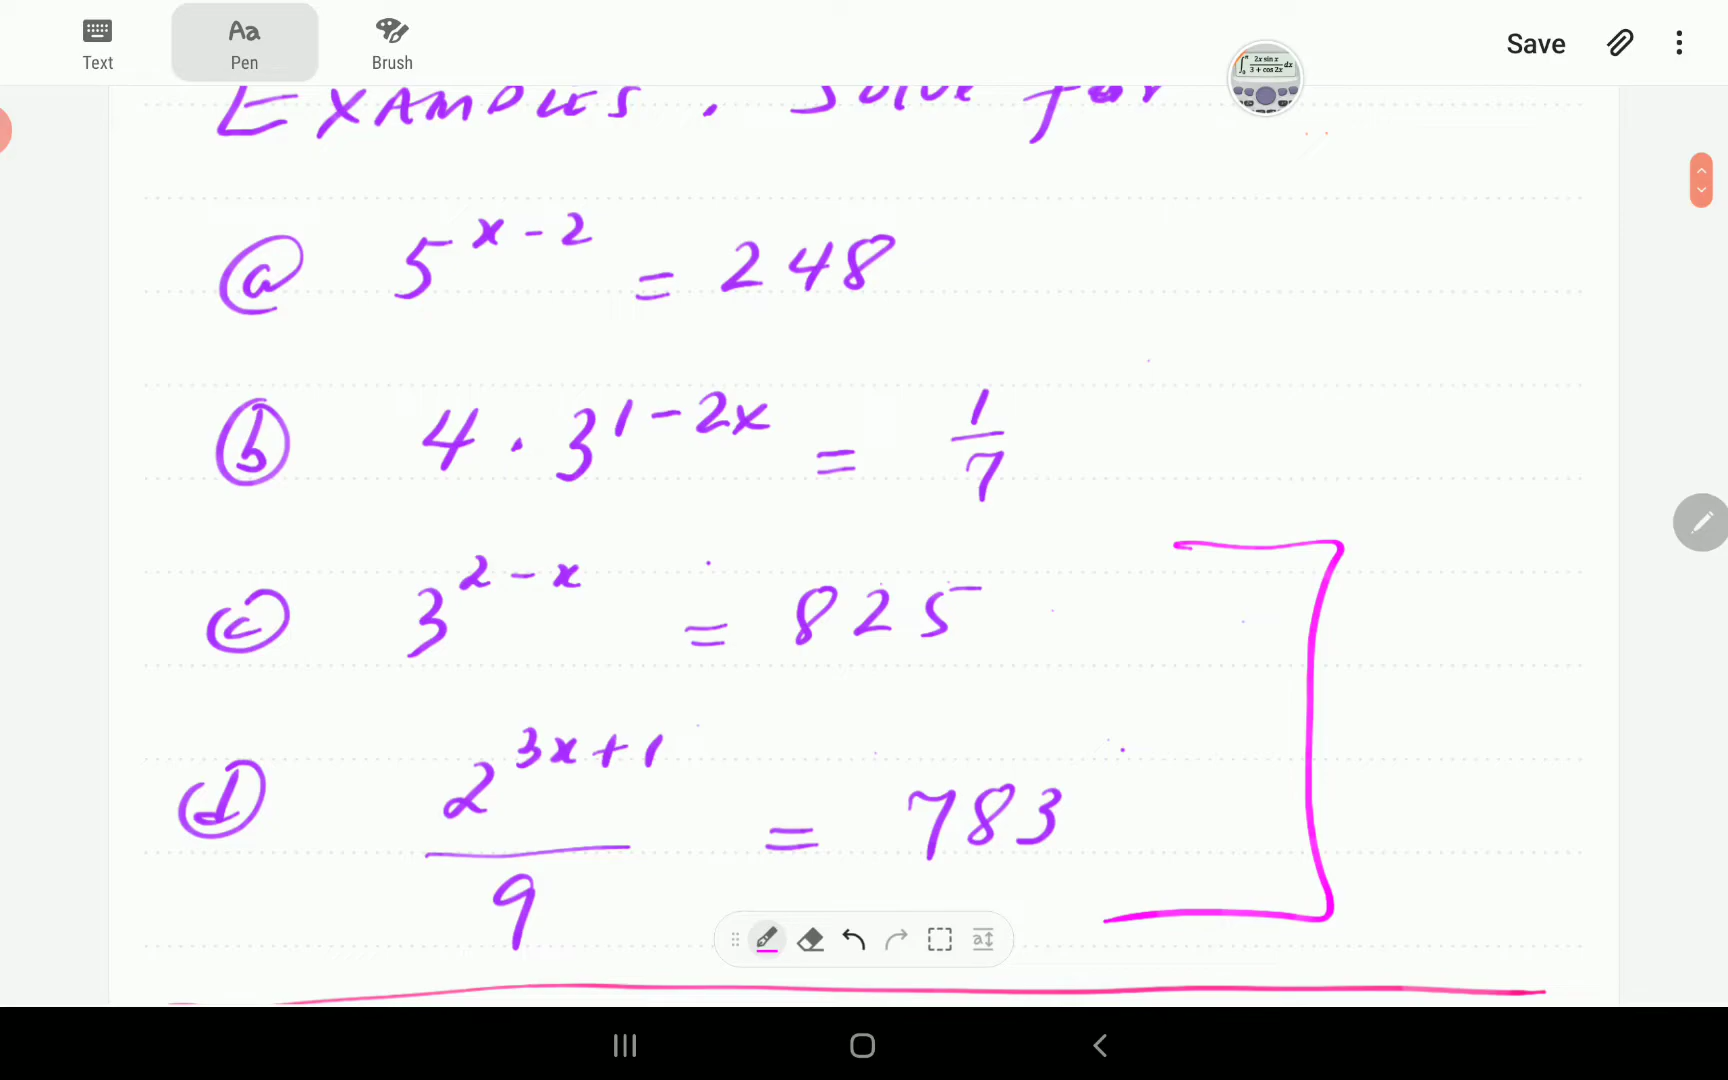 Text Pen Brush Save
EXAMPLES. Solve for
(a) 5^{x-2} = 248
(b) 4 · 3^{1-2x} = 1/7
(c) 3^{2-x} = 825
(d) 2^{3x+1}/9 = 783